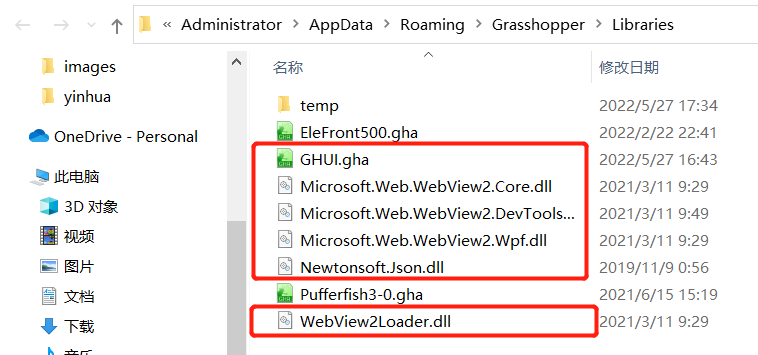 « Administrator > AppData > Roaming > Grasshopper > Libraries
images
yinhua
OneDrive - Personal
此电脑
3D 对象
视频
图片
文档
下载
音乐
名称 修改日期
temp 2022/5/27 17:34
EleFront500.gha 2022/2/22 22:41
GHUI.gha 2022/5/27 16:43
Microsoft.Web.WebView2.Core.dll 2021/3/11 9:29
Microsoft.Web.WebView2.DevTools... 2021/3/11 9:49
Microsoft.Web.WebView2.Wpf.dll 2021/3/11 9:29
Newtonsoft.Json.dll 2019/11/9 0:56
Pufferfish3-0.gha 2021/6/15 15:19
WebView2Loader.dll 2021/3/11 9:29